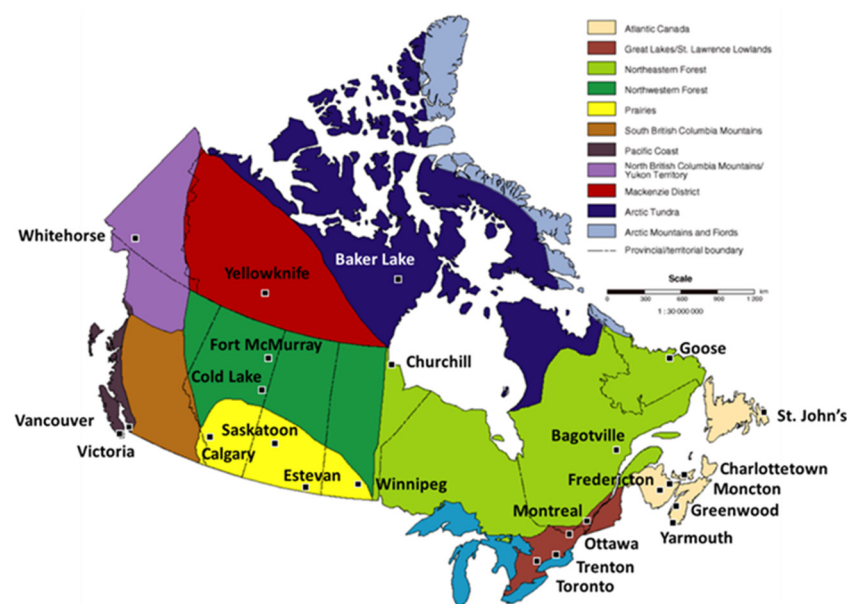 Atlantic Canada
Great Lakes/St. Lawrence Lowlands
Northeastern Forest
Northwestern Forest
Prairies
South British Columbia Mountains
Pacific Coast
North British Columbia Mountains/
Yukon Territory
Mackenzie District
Arctic Tundra
Arctic Mountains and Fiords
Provincial/territorial boundary
Scale
km
300 0 300 600 900 1 200
1 : 30 000 000
Whitehorse
Baker Lake
Yellowknife
Fort McMurray
Churchill
Goose
Cold Lake
Vancouver
Saskatoon
St. John's
Victoria
Calgary
Bagotville
Estevan
Winnipeg
Fredericton
Charlottetown
Moncton
Montreal
Greenwood
Ottawa
Yarmouth
Trenton
Toronto